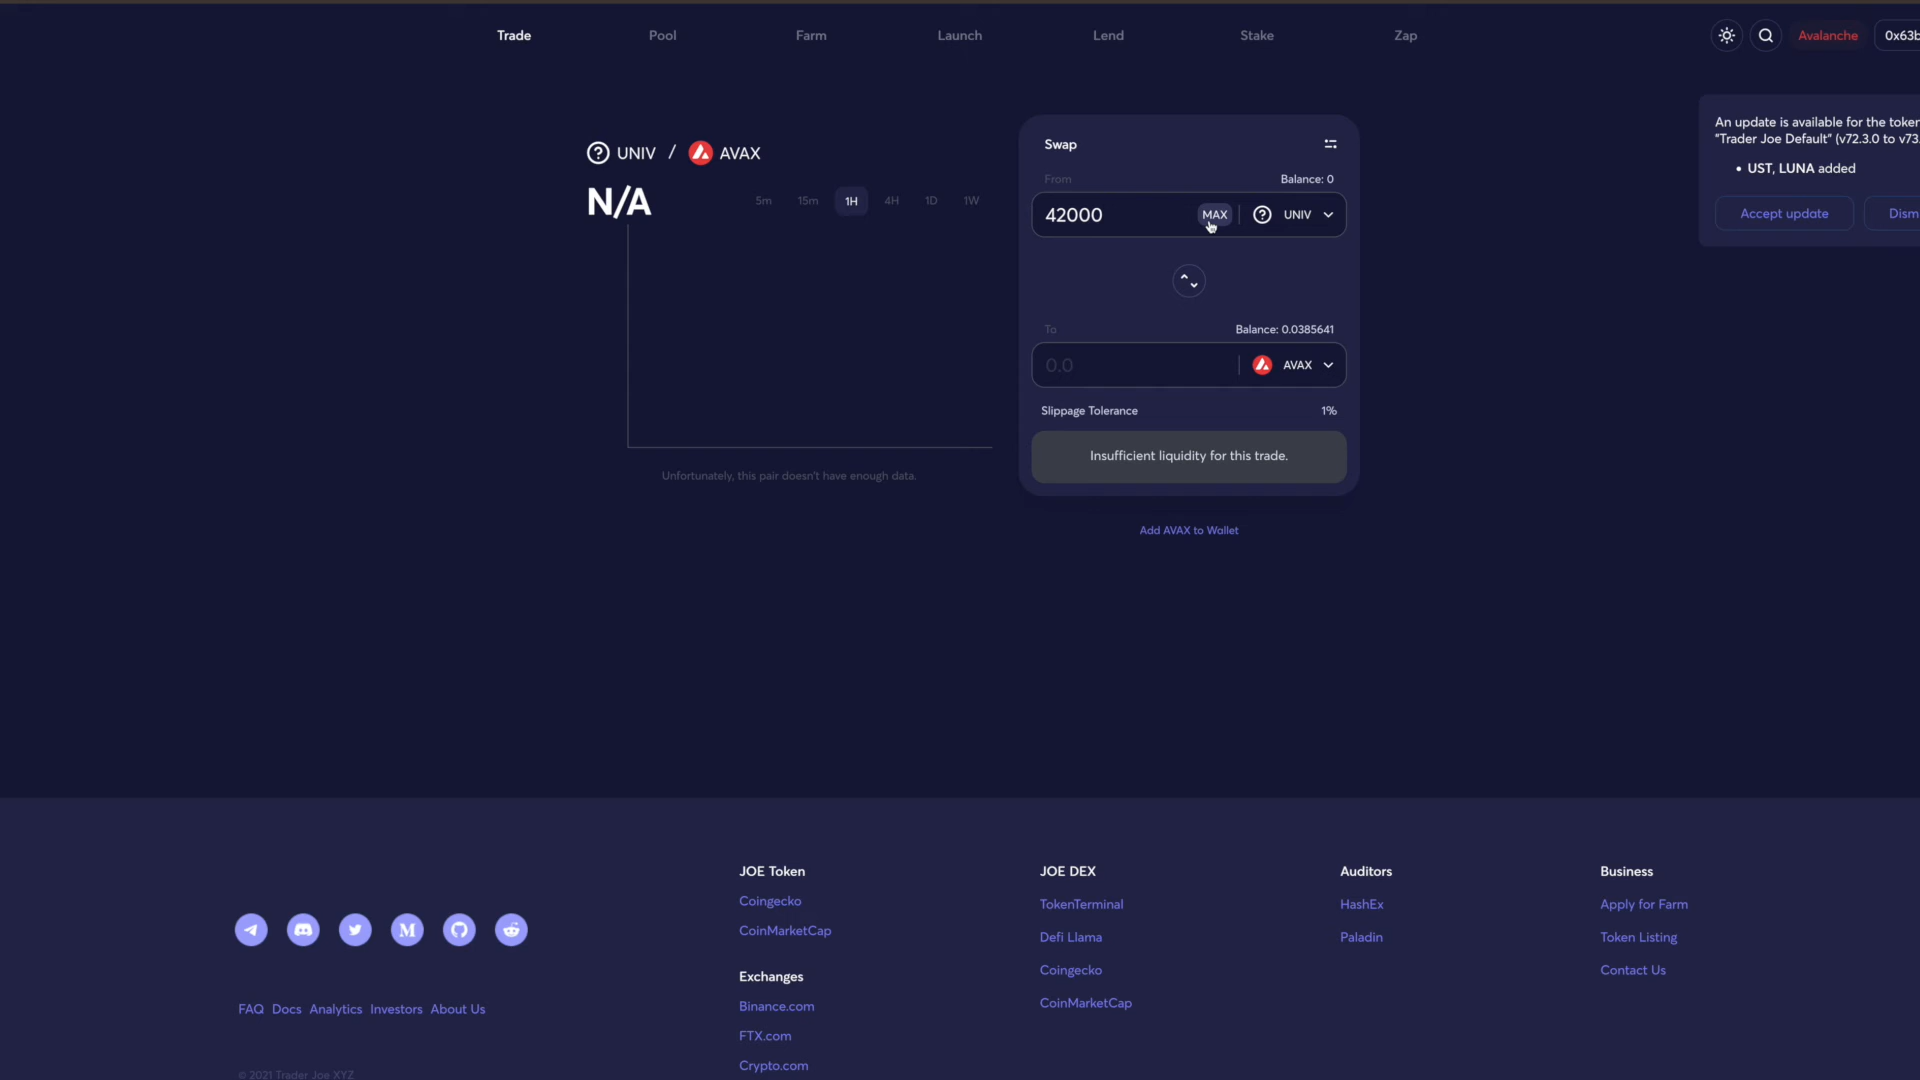 Trade
Pool
Farm
Launch
Lend
Stake
Zap
Avalanche
0x63b
UNIV / AVAX
N/A
5m
15m
1H
4H
1D
1W
Unfortunately, this pair doesn't have enough data.
Swap
From
Balance: 0
42000
MAX
UNIV
To
Balance: 0.0385641
0.0
AVAX
Slippage Tolerance
1%
Insufficient liquidity for this trade.
Add AVAX to Wallet
An update is available for the token
"Trader Joe Default" (v72.3.0 to v73.
• UST, LUNA added
Accept update
Dism
FAQ Docs Analytics Investors About Us
© 2021 Trader Joe XYZ
JOE Token
Coingecko
CoinMarketCap
Exchanges
Binance.com
FTX.com
Crypto.com
JOE DEX
TokenTerminal
Defi Llama
Coingecko
CoinMarketCap
Auditors
HashEx
Paladin
Business
Apply for Farm
Token Listing
Contact Us